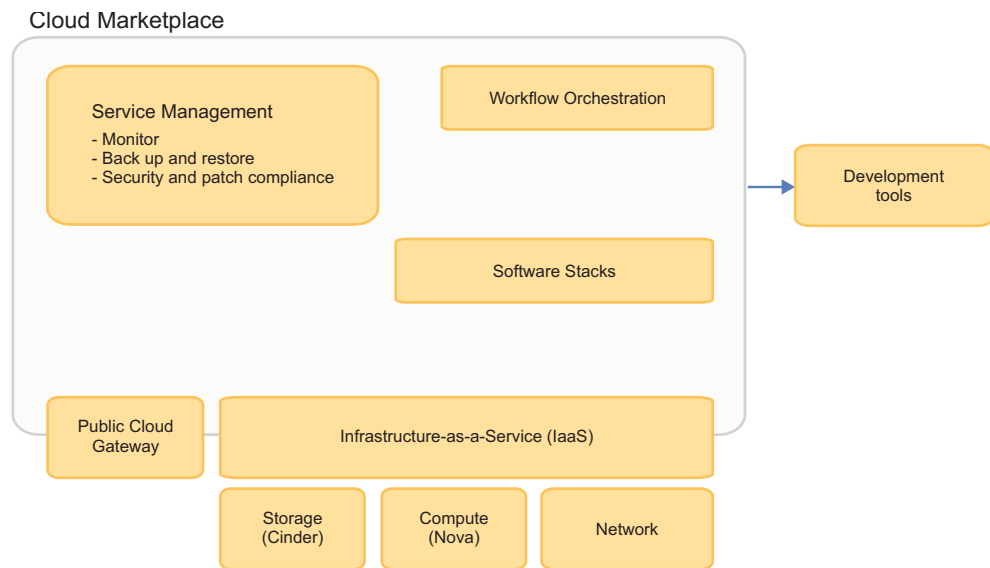 Cloud Marketplace
Service Management
- Monitor
- Back up and restore
- Security and patch compliance
Workflow Orchestration
Development
tools
Software Stacks
Public Cloud
Gateway
Infrastructure-as-a-Service (IaaS)
Storage
(Cinder)
Compute
(Nova)
Network